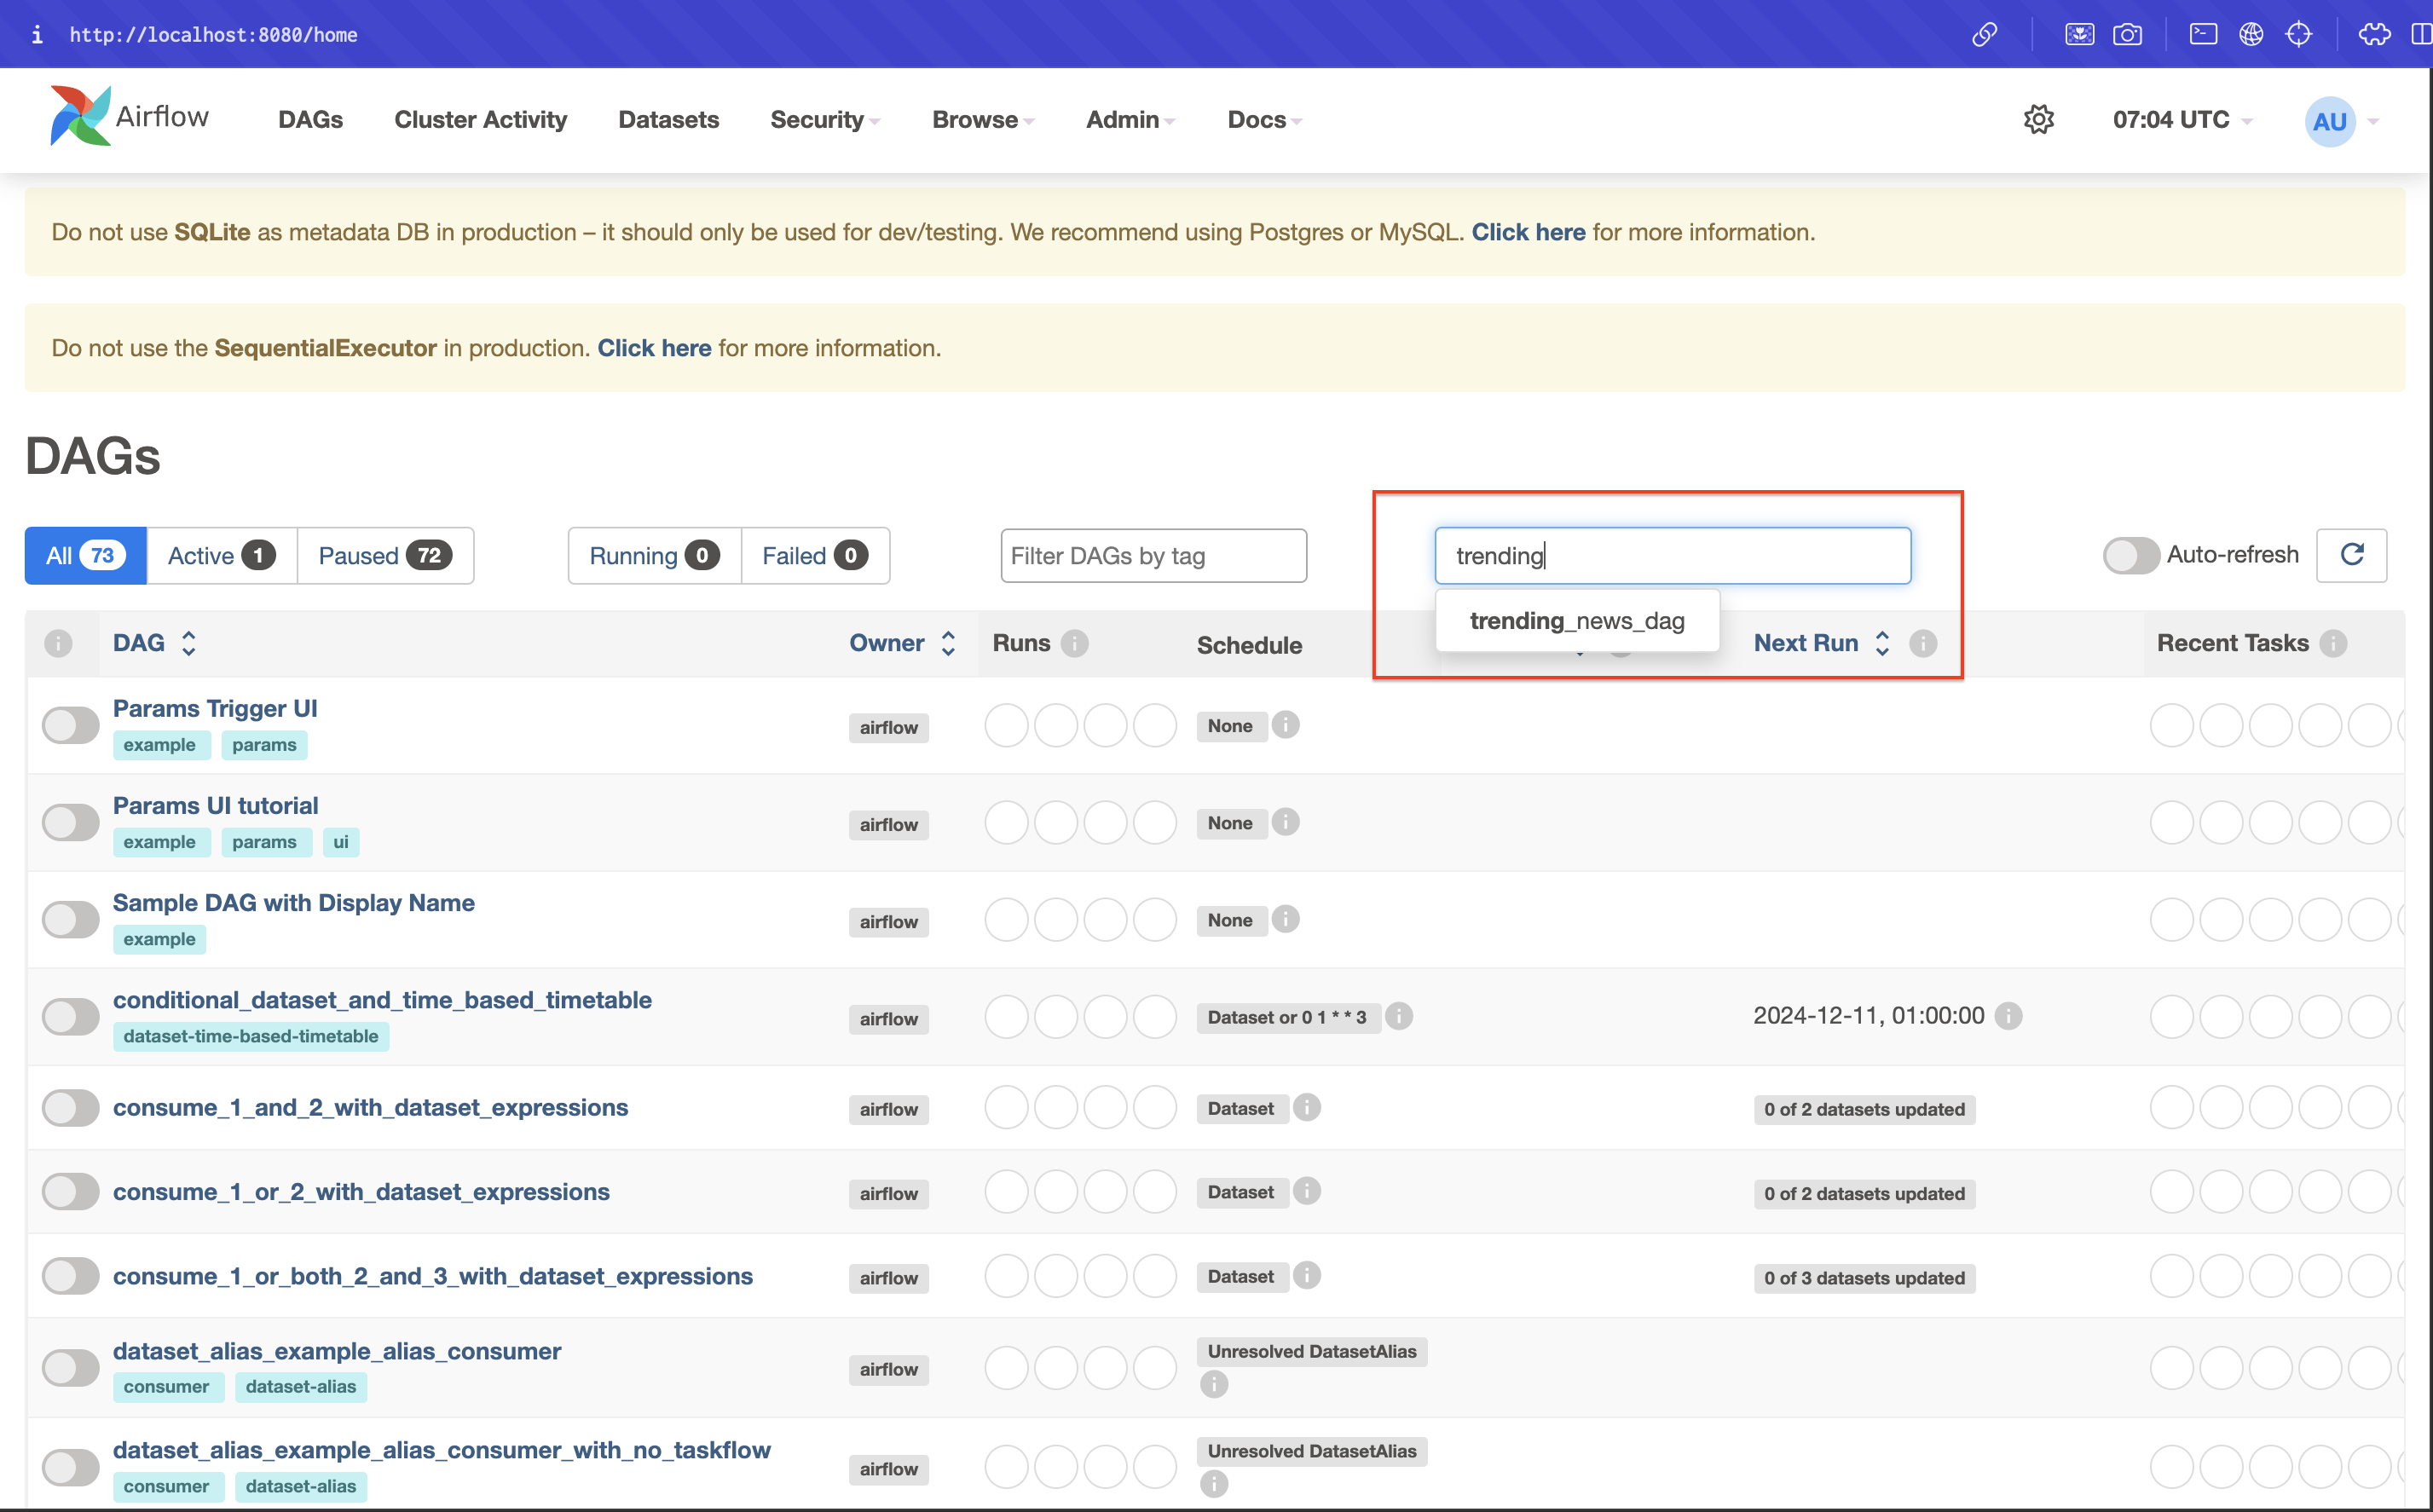 http://localhost:8080/home
Airflow DAGs Cluster Activity Datasets Security Browse Admin Docs 07:04 UTC AU
Do not use SQLite as metadata DB in production – it should only be used for dev/testing. We recommend using Postgres or MySQL. Click here for more information.
Do not use the SequentialExecutor in production. Click here for more information.
DAGs
All 73 Active 1 Paused 72 Running 0 Failed 0 Filter DAGs by tag trending Auto-refresh
trending_news_dag
DAG Owner Runs Schedule Next Run Recent Tasks
Params Trigger UI
example params
airflow None
Params UI tutorial
example params ui
airflow None
Sample DAG with Display Name
example
airflow None
conditional_dataset_and_time_based_timetable
dataset-time-based-timetable
airflow Dataset or 0 1 * * 3 2024-12-11, 01:00:00
consume_1_and_2_with_dataset_expressions airflow Dataset 0 of 2 datasets updated
consume_1_or_2_with_dataset_expressions airflow Dataset 0 of 2 datasets updated
consume_1_or_both_2_and_3_with_dataset_expressions airflow Dataset 0 of 3 datasets updated
dataset_alias_example_alias_consumer
consumer dataset-alias
airflow Unresolved DatasetAlias
dataset_alias_example_alias_consumer_with_no_taskflow
consumer dataset-alias
airflow Unresolved DatasetAlias